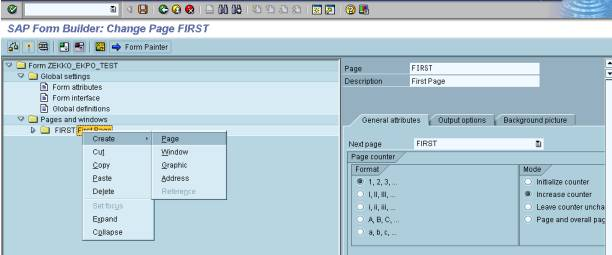 SAP Form Builder: Change Page FIRST
Form Painter
Form ZEKKO_EKPO_TEST
Global settings
Form attributes
Form interface
Global definitions
Pages and windows
FIRST First Page
Create
Cut
Copy
Paste
Delete
Set focus
Expand
Collapse
Page
Window
Graphic
Address
Reference
Page FIRST
Description First Page
General attributes Output options Background picture
Next page FIRST
Page counter
Format
1, 2, 3, ...
I, II, III, ...
i, ii, iii, ...
A, B, C, ...
a, b, c, ...
Mode
Initialize counter
Increase counter
Leave counter uncha
Page and overall pag